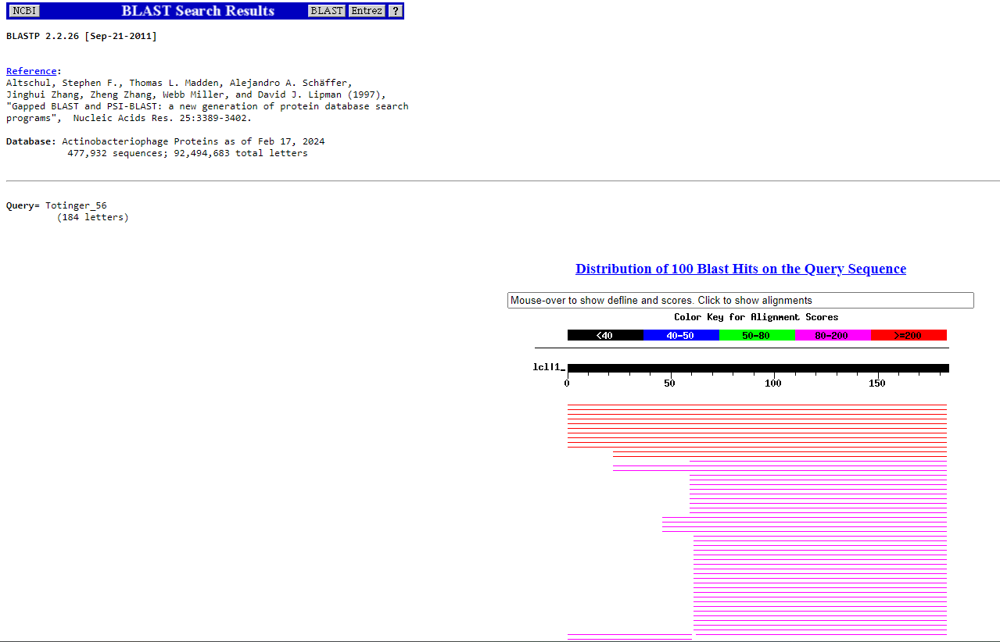 NCBI BLAST Search Results BLAST Entrez ?
BLASTP 2.2.26 [Sep-21-2011]
Reference:
Altschul, Stephen F., Thomas L. Madden, Alejandro A. Schäffer,
Jinghui Zhang, Zheng Zhang, Webb Miller, and David J. Lipman (1997),
"Gapped BLAST and PSI-BLAST: a new generation of protein database search
programs",  Nucleic Acids Res. 25:3389-3402.
Database: Actinobacteriophage Proteins as of Feb 17, 2024
477,932 sequences; 92,494,683 total letters
Query= Totinger_56
(184 letters)
Distribution of 100 Blast Hits on the Query Sequence
Mouse-over to show defline and scores. Click to show alignments
Color Key for Alignment Scores
<40 40-50 50-80 80-200 >=200
lcl|1_
0 50 100 150